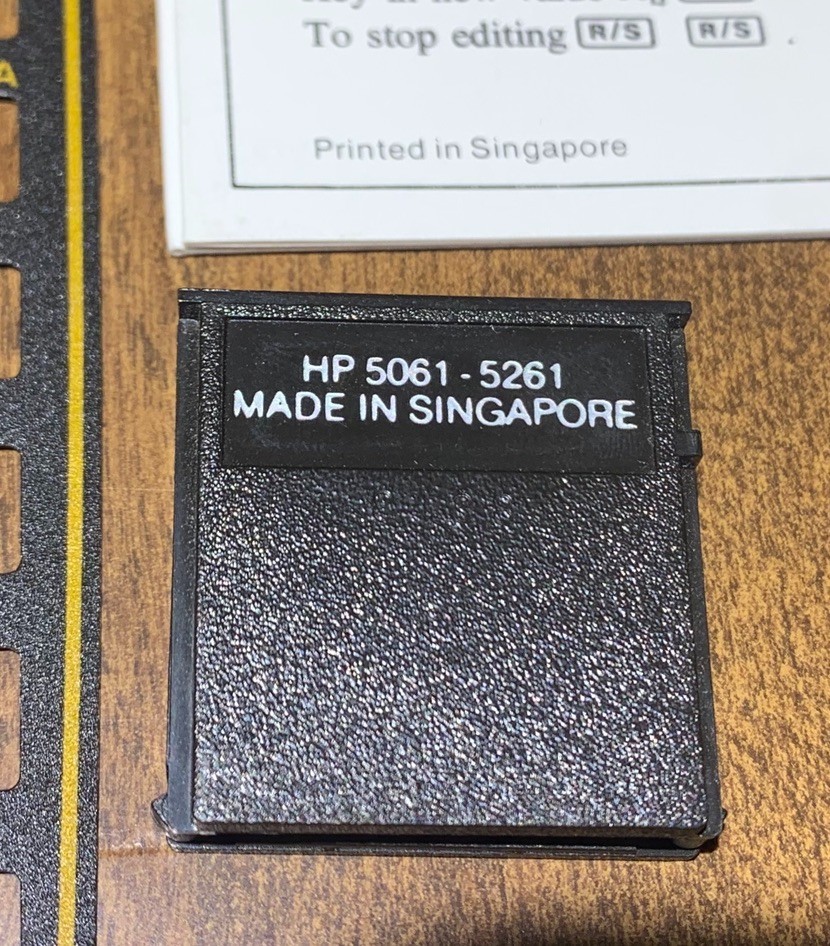 To stop editing R/S R/S .
Printed in Singapore
A
HP 5061 - 5261
MADE IN SINGAPORE